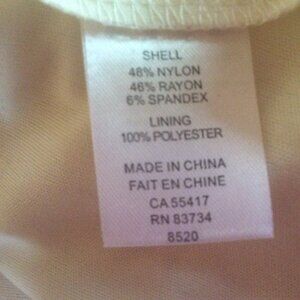 SHELL
48% NYLON
46% RAYON
6% SPANDEX
LINING
100% POLYESTER
MADE IN CHINA
FAIT EN CHINE
CA 55417
RN 83734
8520